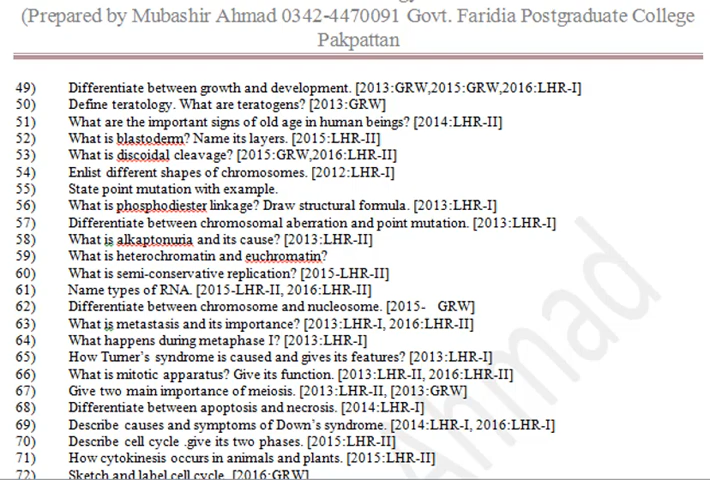 (Prepared by Mubashir Ahmad 0342-4470091 Govt. Faridia Postgraduate College
Pakpattan
49) Differentiate between growth and development. [2013:GRW,2015:GRW,2016:LHR-I]
50) Define teratology. What are teratogens? [2013:GRW]
51) What are the important signs of old age in human beings? [2014:LHR-II]
52) What is blastoderm? Name its layers. [2015:LHR-II]
53) What is discoidal cleavage? [2015:GRW,2016:LHR-II]
54) Enlist different shapes of chromosomes. [2012:LHR-I]
55) State point mutation with example.
56) What is phosphodiester linkage? Draw structural formula. [2013:LHR-I]
57) Differentiate between chromosomal aberration and point mutation. [2013:LHR-I]
58) What is alkaptonuria and its cause? [2013:LHR-II]
59) What is heterochromatin and euchromatin?
60) What is semi-conservative replication? [2015-LHR-II]
61) Name types of RNA. [2015-LHR-II, 2016:LHR-II]
62) Differentiate between chromosome and nucleosome. [2015- GRW]
63) What is metastasis and its importance? [2013:LHR-I, 2016:LHR-II]
64) What happens during metaphase I? [2013:LHR-I]
65) How Turner's syndrome is caused and gives its features? [2013:LHR-I]
66) What is mitotic apparatus? Give its function. [2013:LHR-II, 2016:LHR-II]
67) Give two main importance of meiosis. [2013:LHR-II, [2013:GRW]
68) Differentiate between apoptosis and necrosis. [2014:LHR-I]
69) Describe causes and symptoms of Down's syndrome. [2014:LHR-I, 2016:LHR-I]
70) Describe cell cycle .give its two phases. [2015:LHR-II]
71) How cytokinesis occurs in animals and plants. [2015:LHR-II]
72) Sketch and label cell cycle. [2016:GRW]
Ahmad